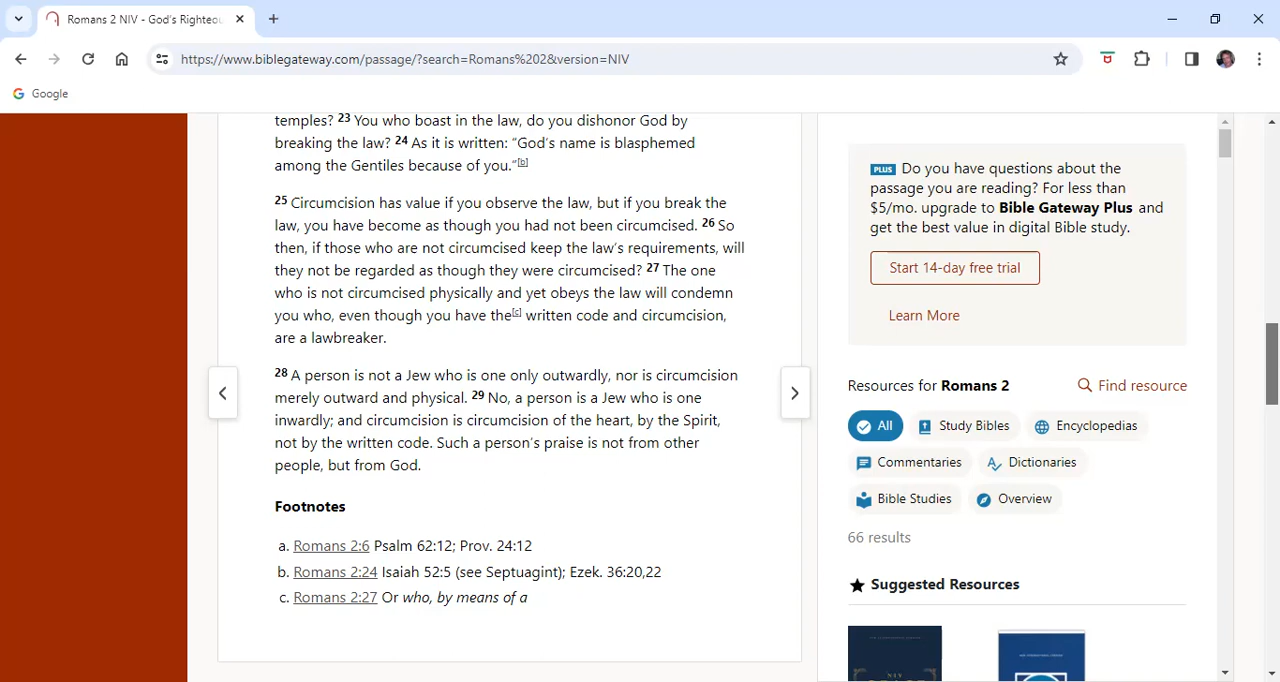 Romans 2 NIV - God's Righteou
https://www.biblegateway.com/passage/?search=Romans%202&version=NIV
Google
temples? 23 You who boast in the law, do you dishonor God by
breaking the law? 24 As it is written: “God’s name is blasphemed
among the Gentiles because of you.”[b]
25 Circumcision has value if you observe the law, but if you break the
law, you have become as though you had not been circumcised. 26 So
then, if those who are not circumcised keep the law’s requirements, will
they not be regarded as though they were circumcised? 27 The one
who is not circumcised physically and yet obeys the law will condemn
you who, even though you have the[c] written code and circumcision,
are a lawbreaker.
28 A person is not a Jew who is one only outwardly, nor is circumcision
merely outward and physical. 29 No, a person is a Jew who is one
inwardly; and circumcision is circumcision of the heart, by the Spirit,
not by the written code. Such a person’s praise is not from other
people, but from God.
Footnotes
a. Romans 2:6 Psalm 62:12; Prov. 24:12
b. Romans 2:24 Isaiah 52:5 (see Septuagint); Ezek. 36:20,22
c. Romans 2:27 Or who, by means of a
PLUS Do you have questions about the
passage you are reading? For less than
$5/mo. upgrade to Bible Gateway Plus and
get the best value in digital Bible study.
Start 14-day free trial
Learn More
Resources for Romans 2 Find resource
All Study Bibles Encyclopedias
Commentaries Dictionaries
Bible Studies Overview
66 results
Suggested Resources
NIV